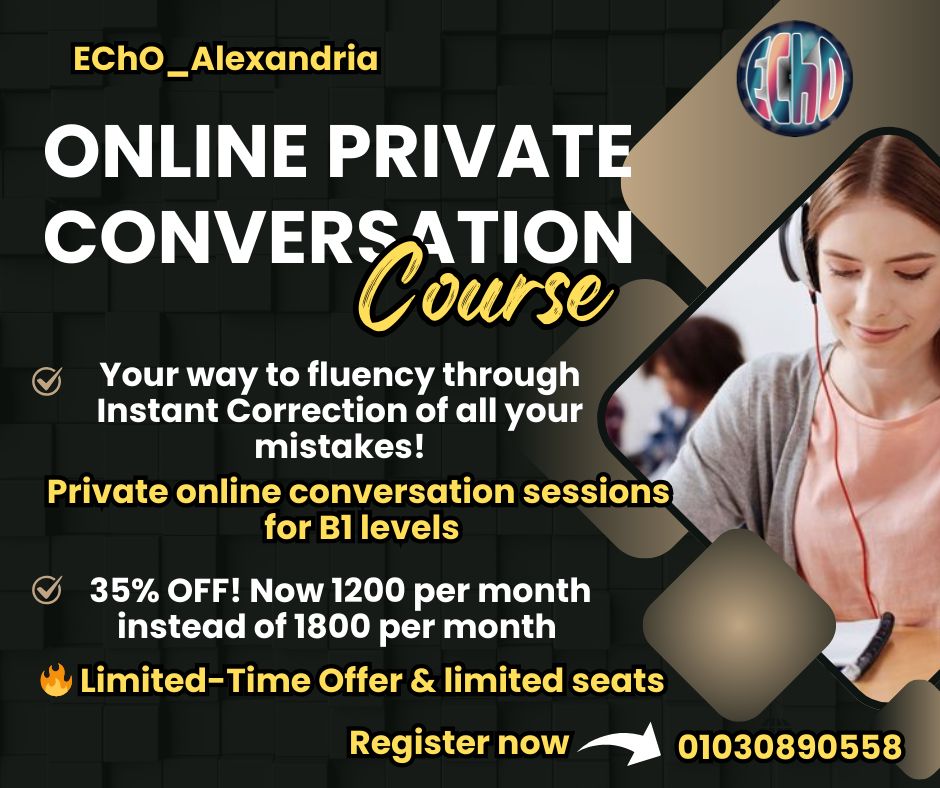 EChO_Alexandria
EChO
ONLINE PRIVATE
CONVERSATION
Course
Your way to fluency through
Instant Correction of all your
mistakes!
Private online conversation sessions
for B1 levels
35% OFF! Now 1200 per month
instead of 1800 per month
Limited-Time Offer & limited seats
Register now
01030890558